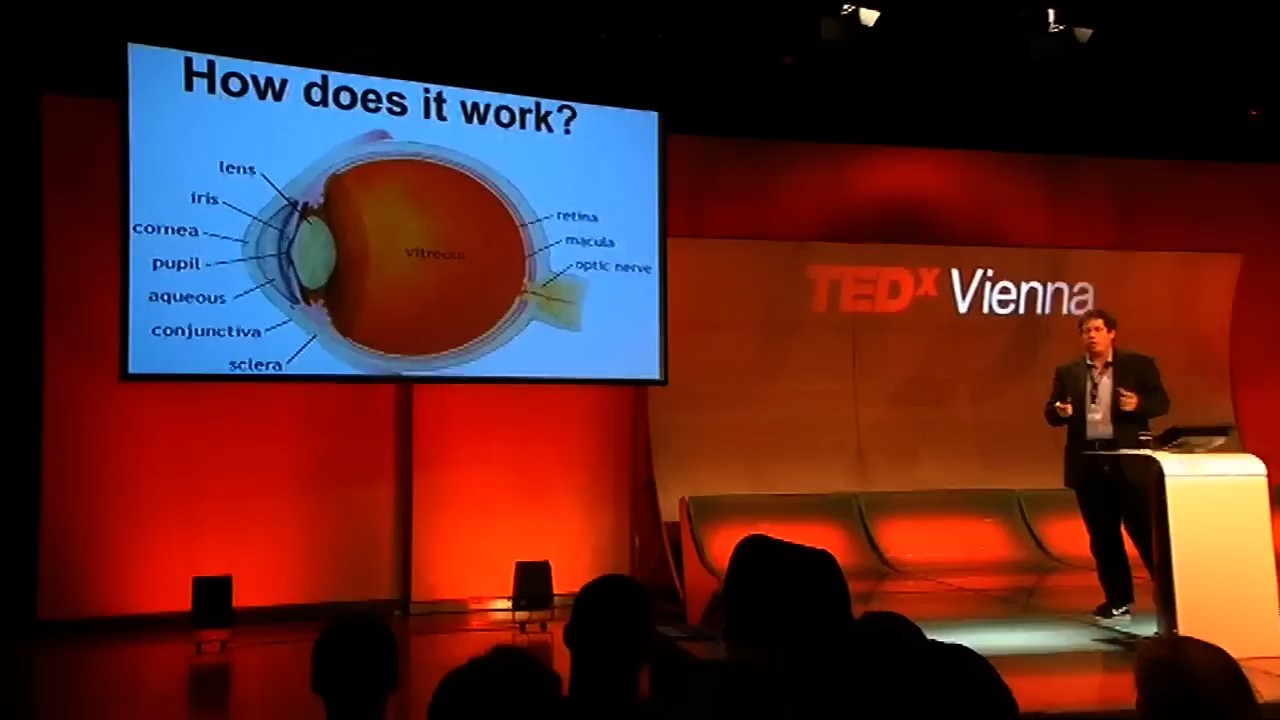 How does it work?
lens
iris
cornea
pupil
aqueous
conjunctiva
sclera
vitreous
retina
macula
optic nerve
TEDx Vienna